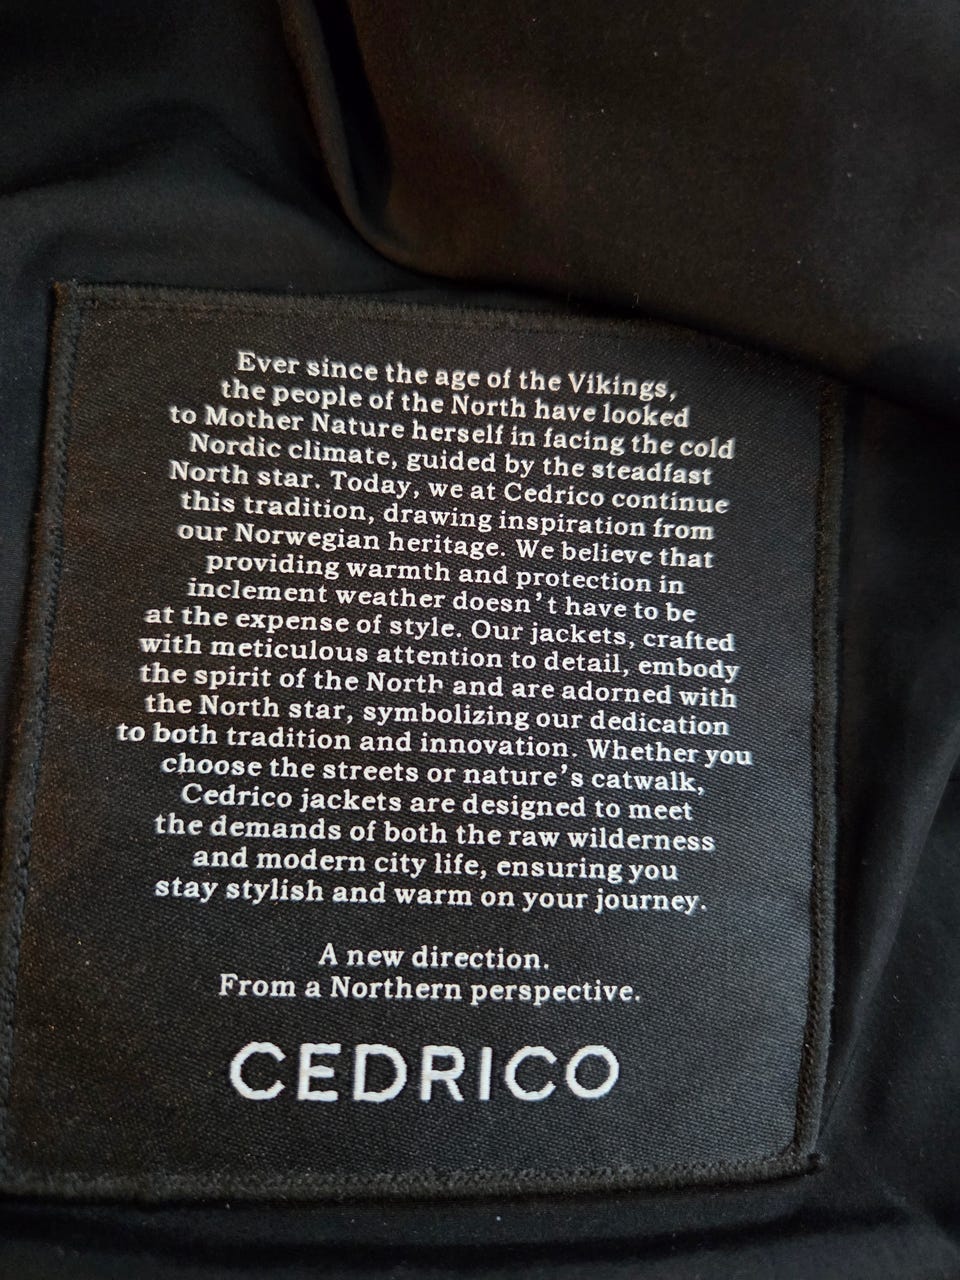 Ever since the age of the Vikings,
the people of the North have looked
to Mother Nature herself in facing the cold
Nordic climate, guided by the steadfast
North star. Today, we at Cedrico continue
this tradition, drawing inspiration from
our Norwegian heritage. We believe that
providing warmth and protection in
inclement weather doesn't have to be
at the expense of style. Our jackets, crafted
with meticulous attention to detail, embody
the spirit of the North and are adorned with
the North star, symbolizing our dedication
to both tradition and innovation. Whether you
choose the streets or nature's catwalk,
Cedrico jackets are designed to meet
the demands of both the raw wilderness
and modern city life, ensuring you
stay stylish and warm on your journey.
A new direction.
From a Northern perspective.
CEDRICO